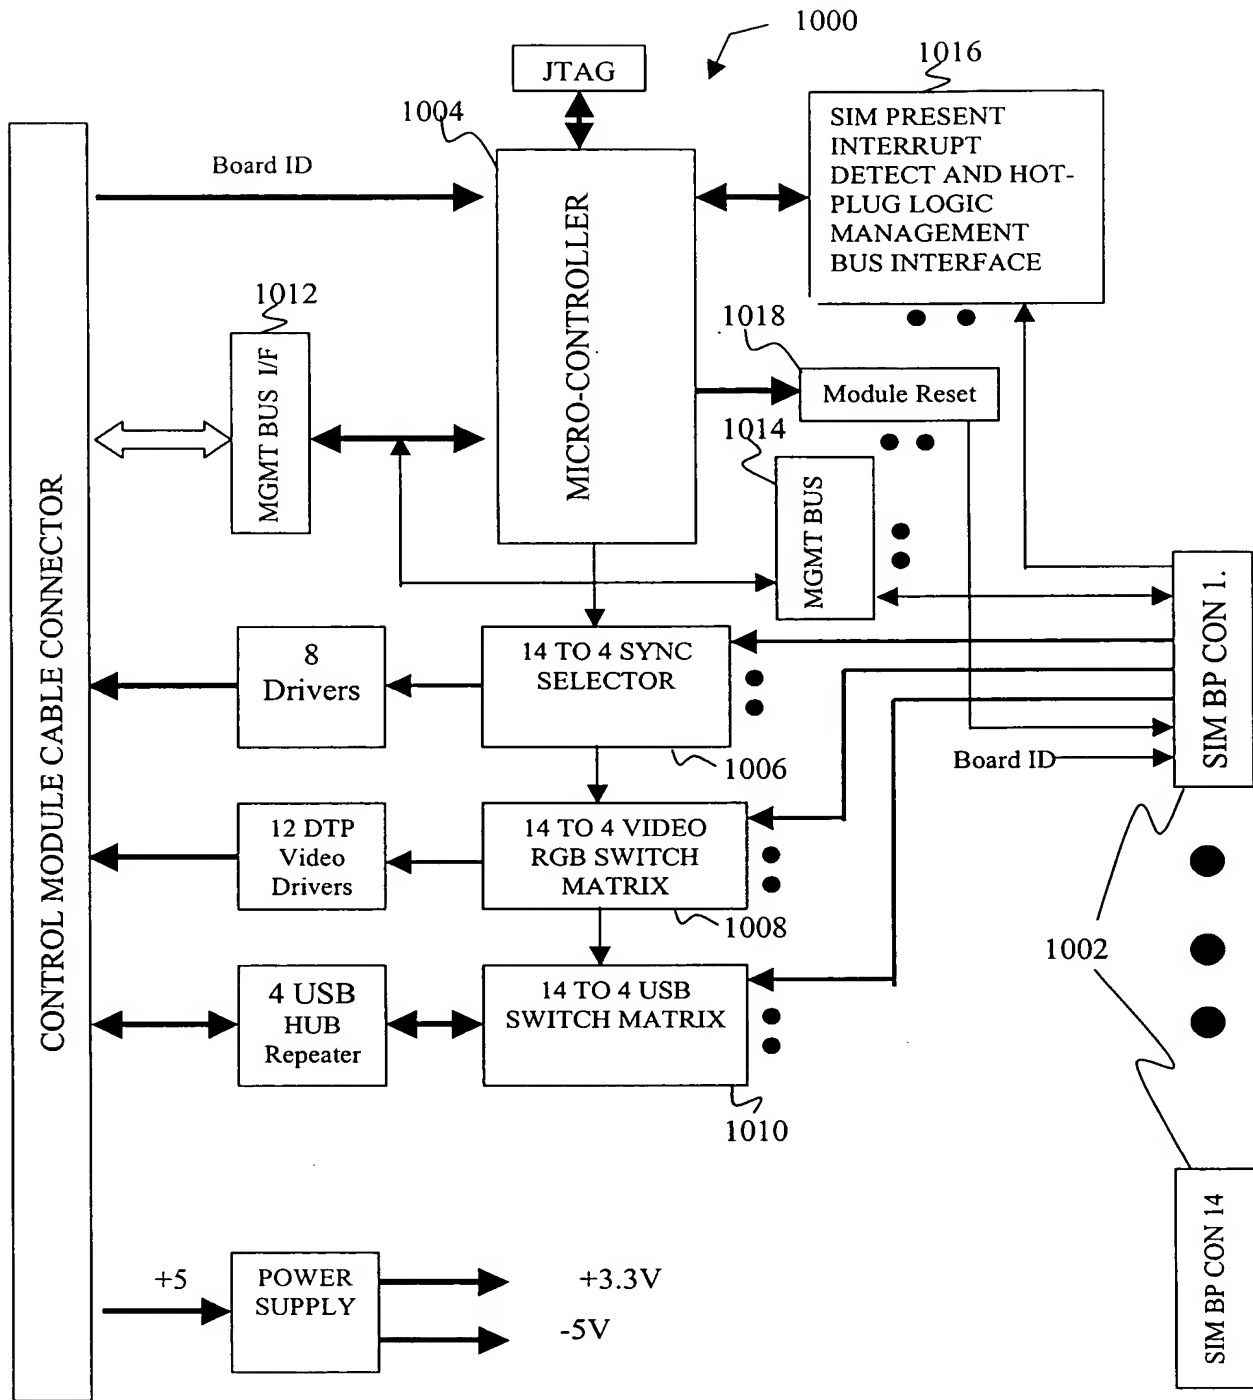 1000
JTAG
1016
1004
SIM PRESENT
INTERRUPT
DETECT AND HOT-
PLUG LOGIC
MANAGEMENT
BUS INTERFACE
Board ID
MICRO-CONTROLLER
1012
MGMT BUS I/F
1018
Module Reset
1014
MGMT BUS
CONTROL MODULE CABLE CONNECTOR
SIM BP CON 1.
8
Drivers
14 TO 4 SYNC
SELECTOR
1006
Board ID
12 DTP
Video
Drivers
14 TO 4 VIDEO
RGB SWITCH
MATRIX
1008
1002
4 USB
HUB
Repeater
14 TO 4 USB
SWITCH MATRIX
1010
SIM BP CON 14
+5
POWER
SUPPLY
+3.3V
-5V